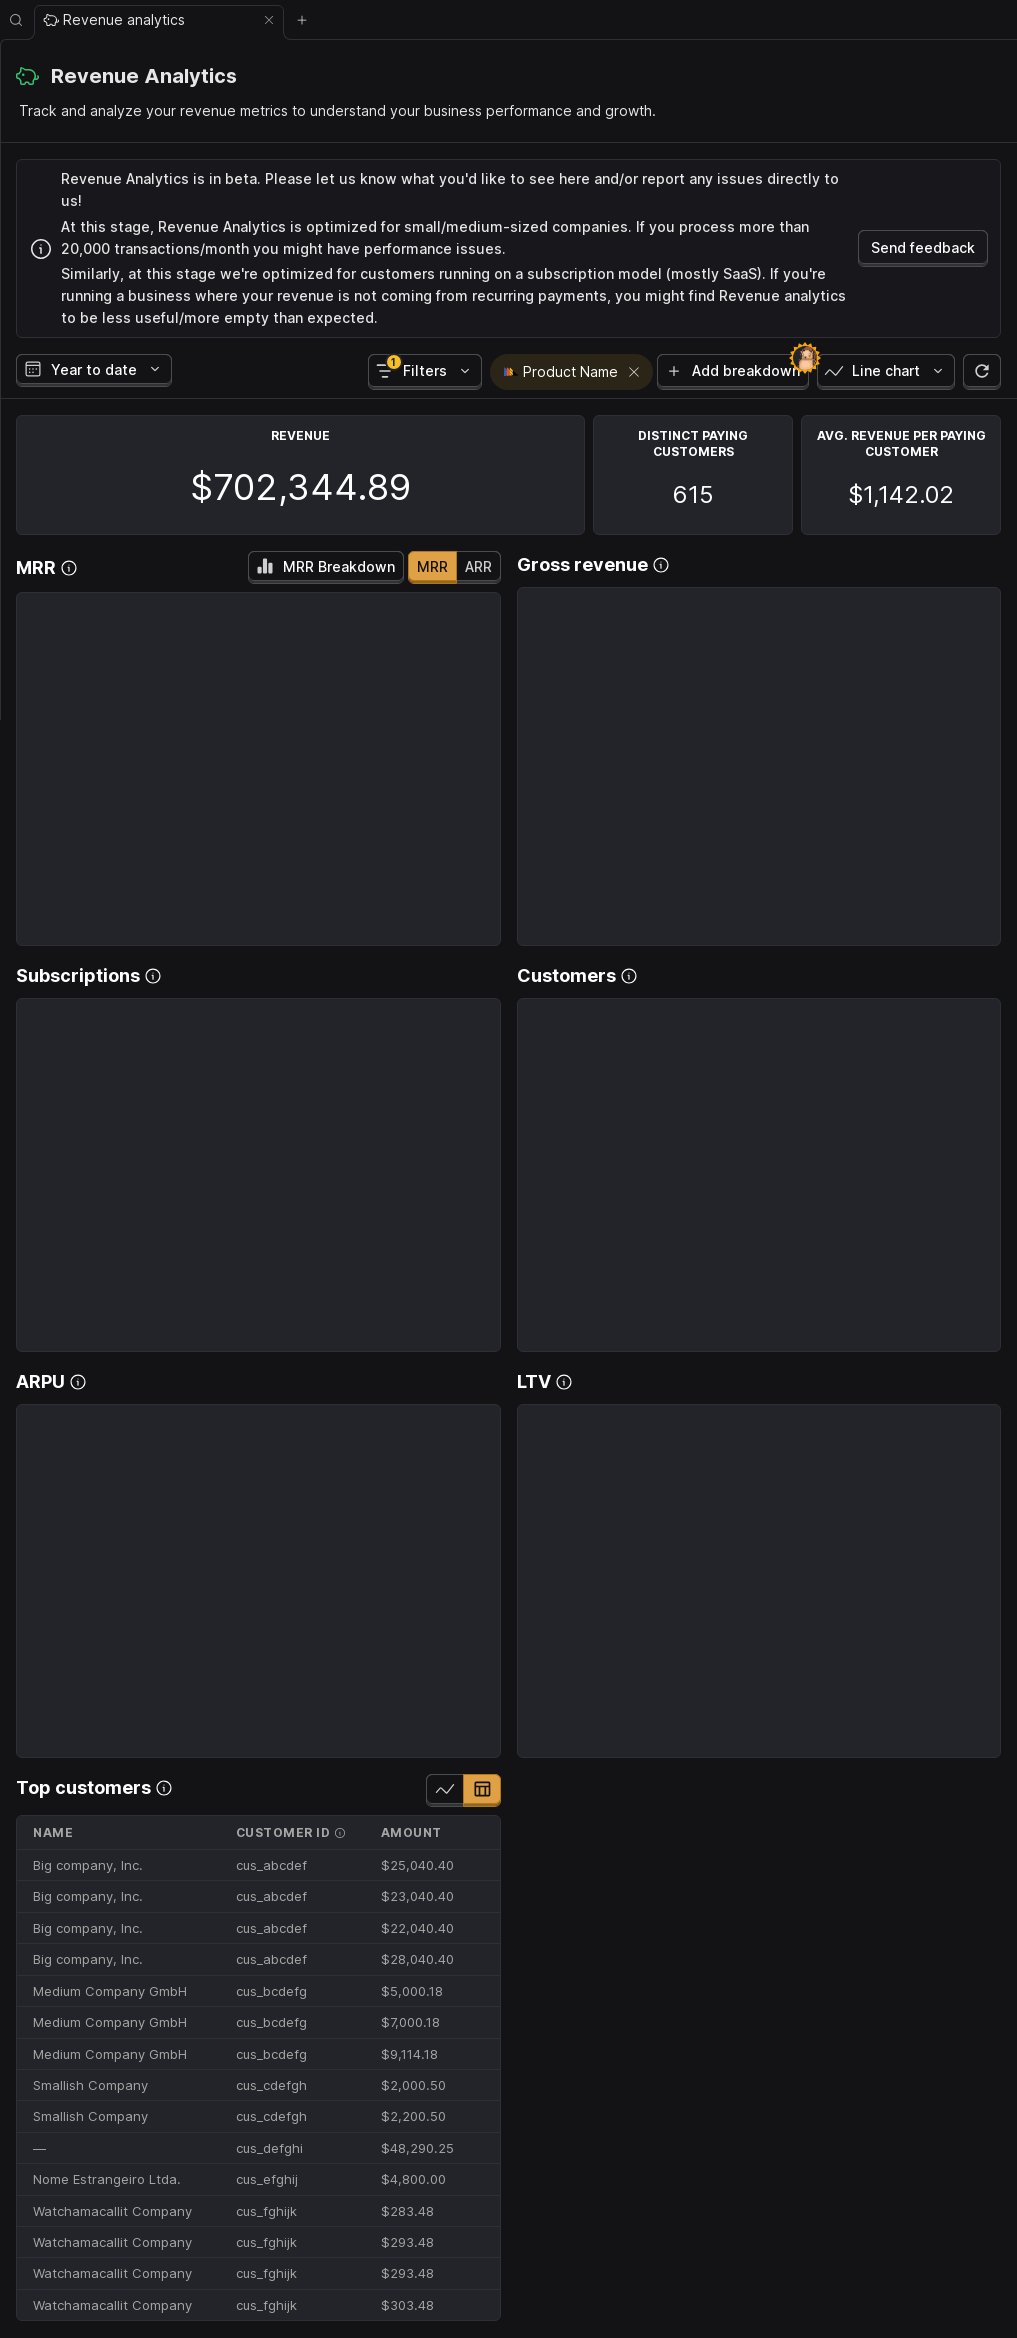 Revenue analytics
Revenue Analytics
Track and analyze your revenue metrics to understand your business performance and growth.
Revenue Analytics is in beta. Please let us know what you'd like to see here and/or report any issues directly to
us!
At this stage, Revenue Analytics is optimized for small/medium-sized companies. If you process more than
20,000 transactions/month you might have performance issues.
Similarly, at this stage we're optimized for customers running on a subscription model (mostly SaaS). If you're
running a business where your revenue is not coming from recurring payments, you might find Revenue analytics
to be less useful/more empty than expected.
Send feedback
Year to date
1
Filters
Product Name
Add breakdown
Line chart
REVENUE
$702,344.89
DISTINCT PAYING
CUSTOMERS
615
AVG. REVENUE PER PAYING
CUSTOMER
$1,142.02
MRR
MRR Breakdown
MRR ARR
Gross revenue
Subscriptions
Customers
ARPU
LTV
Top customers
NAME CUSTOMER ID AMOUNT
Big company, Inc. cus_abcdef $25,040.40
Big company, Inc. cus_abcdef $23,040.40
Big company, Inc. cus_abcdef $22,040.40
Big company, Inc. cus_abcdef $28,040.40
Medium Company GmbH cus_bcdefg $5,000.18
Medium Company GmbH cus_bcdefg $7,000.18
Medium Company GmbH cus_bcdefg $9,114.18
Smallish Company cus_cdefgh $2,000.50
Smallish Company cus_cdefgh $2,200.50
— cus_defghi $48,290.25
Nome Estrangeiro Ltda. cus_efghij $4,800.00
Watchamacallit Company cus_fghijk $283.48
Watchamacallit Company cus_fghijk $293.48
Watchamacallit Company cus_fghijk $293.48
Watchamacallit Company cus_fghijk $303.48